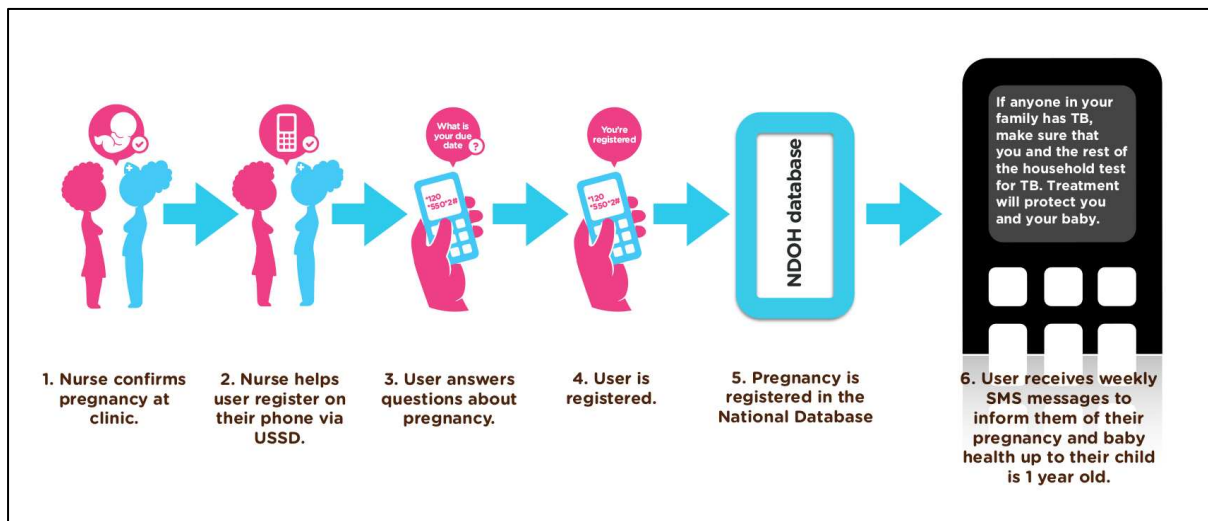 What is
your due
date
?
You're
registered
*120
*550*2#
*120
*550*2#
NDOH database
If anyone in your
family has TB,
make sure that
you and the rest of
the household test
for TB. Treatment
will protect you
and your baby.
1. Nurse confirms
pregnancy at
clinic.
2. Nurse helps
user register on
their phone via
USSD.
3. User answers
questions about
pregnancy.
4. User is
registered.
5. Pregnancy is
registered in the
National Database
6. User receives weekly
SMS messages to
inform them of their
pregnancy and baby
health up to their child
is 1 year old.